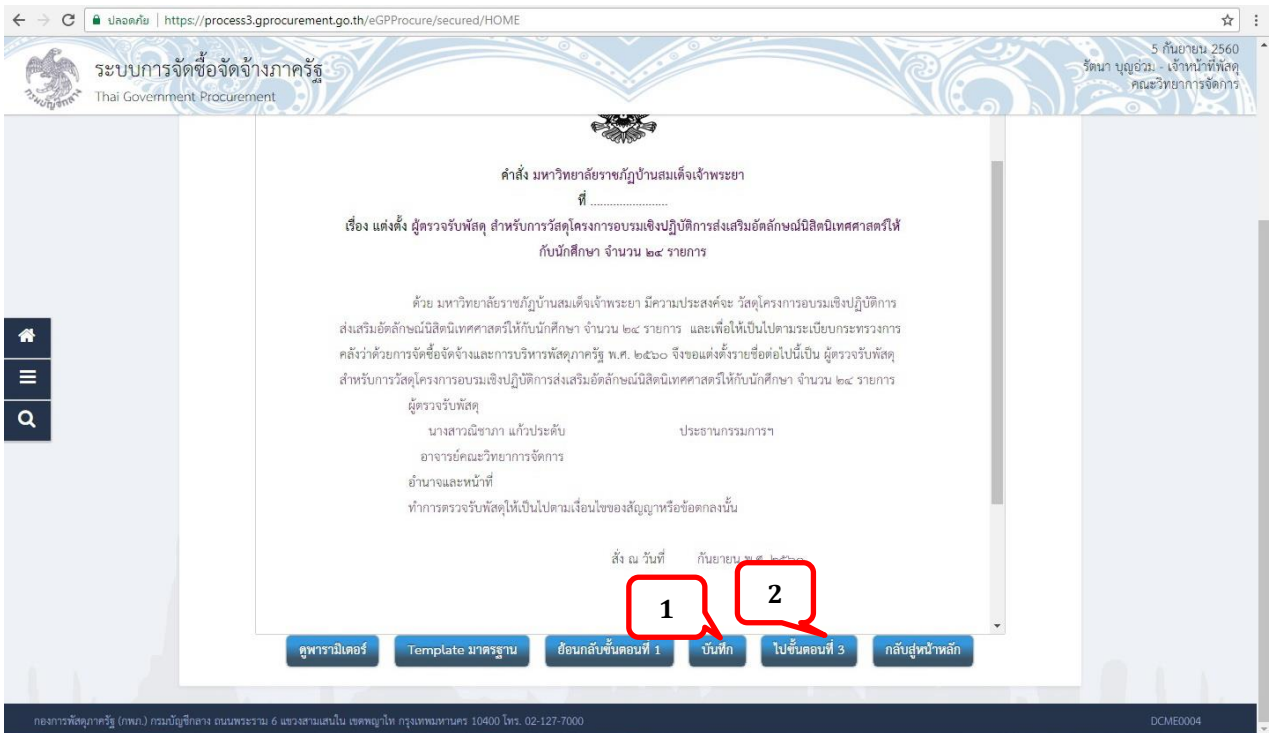 ปลอดภัย | https://process3.gprocurement.go.th/eGPProcure/secured/HOME
ระบบการจัดซื้อจัดจ้างภาครัฐ
Thai Government Procurement
5 กันยายน 2560
รัตนา บุญอ่วม - เจ้าหน้าที่พัสดุ
คณะวิทยาการจัดการ
คำสั่ง มหาวิทยาลัยราชภัฏบ้านสมเด็จเจ้าพระยา
ที่ ........................
เรื่อง แต่งตั้ง ผู้ตรวจรับพัสดุ สำหรับการวัสดุโครงการอบรมเชิงปฏิบัติการส่งเสริมอัตลักษณ์นิสิตนิเทศศาสตร์ให้
กับนักศึกษา จำนวน ๒๔ รายการ
ด้วย มหาวิทยาลัยราชภัฏบ้านสมเด็จเจ้าพระยา มีความประสงค์จะ วัสดุโครงการอบรมเชิงปฏิบัติการ
ส่งเสริมอัตลักษณ์นิสิตนิเทศศาสตร์ให้กับนักศึกษา จำนวน ๒๔ รายการ และเพื่อให้เป็นไปตามระเบียบกระทรวงการ
คลังว่าด้วยการจัดซื้อจัดจ้างและการบริหารพัสดุภาครัฐ พ.ศ. ๒๕๖๐ จึงขอแต่งตั้งรายชื่อต่อไปนี้เป็น ผู้ตรวจรับพัสดุ
สำหรับการวัสดุโครงการอบรมเชิงปฏิบัติการส่งเสริมอัตลักษณ์นิสิตนิเทศศาสตร์ให้กับนักศึกษา จำนวน ๒๔ รายการ
ผู้ตรวจรับพัสดุ
นางสาวณิชาภา แก้วประดับ ประธานกรรมการฯ
อาจารย์คณะวิทยาการจัดการ
อำนาจและหน้าที่
ทำการตรวจรับพัสดุให้เป็นไปตามเงื่อนไขของสัญญาหรือข้อตกลงนั้น
สั่ง ณ วันที่ กันยายน
1
2
ดูพารามิเตอร์
Template มาตรฐาน
ย้อนกลับขั้นตอนที่ 1
บันทึก
ไปขั้นตอนที่ 3
กลับสู่หน้าหลัก
กองการพัสดุภาครัฐ (กพภ.) กรมบัญชีกลาง ถนนพระราม 6 แขวงสามเสนใน เขตพญาไท กรุงเทพมหานคร 10400 โทร. 02-127-7000
DCME0004